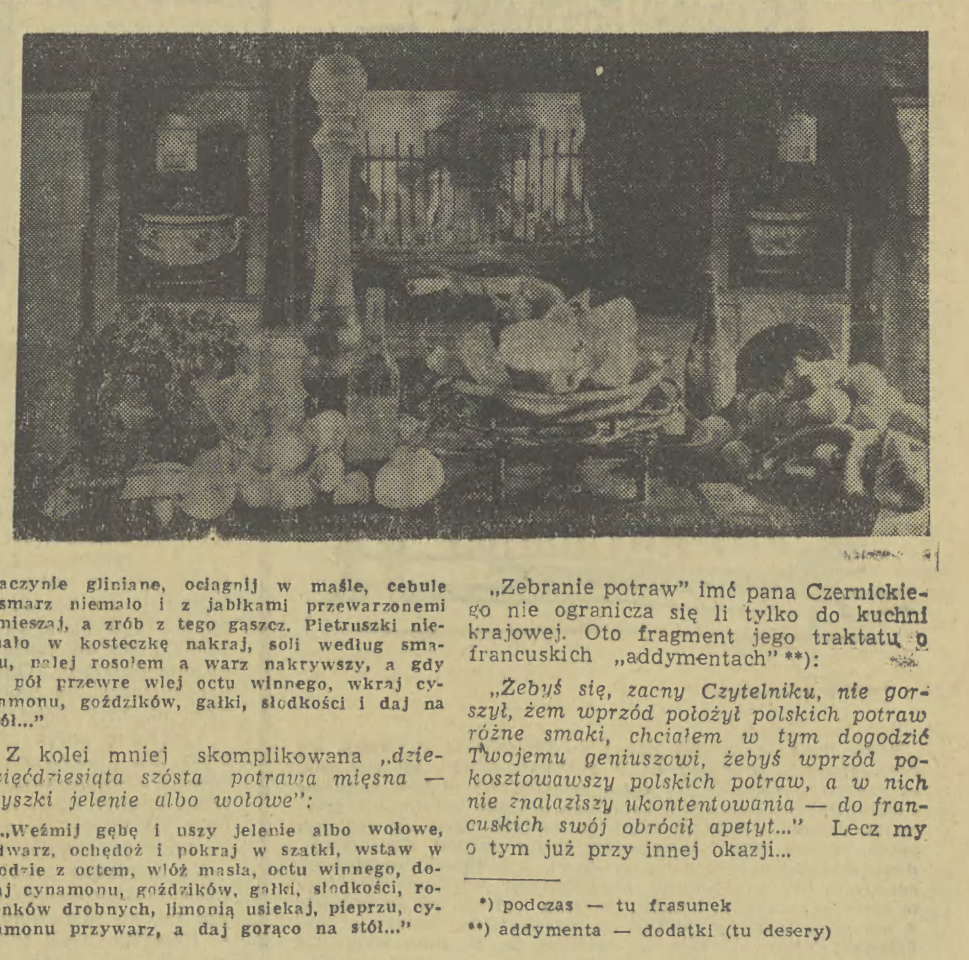 aczynie gliniane, ociągnij w maśle, cebule
smarz niemało i z jabłkami przewarzonemi
mieszaj, a zrób z tego gąszcz. Pietruszki nie-
ało w kosteczkę nakraj, soli według sma-
u, nalej rosołem a warz nakrywszy, a gdy
pół przewre wlej octu winnego, wkraj cy-
amonu, goździków, gałki, słodkości i daj na
ół..."
Z kolei mniej skomplikowana „dzie-
więćdziesiąta szósta potrawa mięsna —
yszki jelenie albo wołowe":
„Weźmij gębę i uszy jelenie albo wołowe,
dwarz, ochędoż i pokraj w szatki, wstaw w
odzie z octem, włóż masła, octu winnego, do-
aj cynamonu, goździków, gałki, słodkości, ro-
nków drobnych, limonią usiekaj, pieprzu, cy-
amonu przywarz, a daj gorąco na stół..."
„Zebranie potraw" imć pana Czernickie-
go nie ogranicza się li tylko do kuchni
krajowej. Oto fragment jego traktatu o
francuskich „addymentach" **):
„Żebyś się, zacny Czytelniku, nie gor-
szył, żem wprzód położył polskich potraw
różne smaki, chciałem w tym dogodzić
Twojemu geniuszowi, żebyś wprzód po-
kosztowawszy polskich potraw, a w nich
nie znalazłszy ukontentowania — do fran-
cuskich swój obrócił apetyt..." Lecz my
o tym już przy innej okazji...
*) podczas — tu frasunek
**) addymenta — dodatki (tu desery)